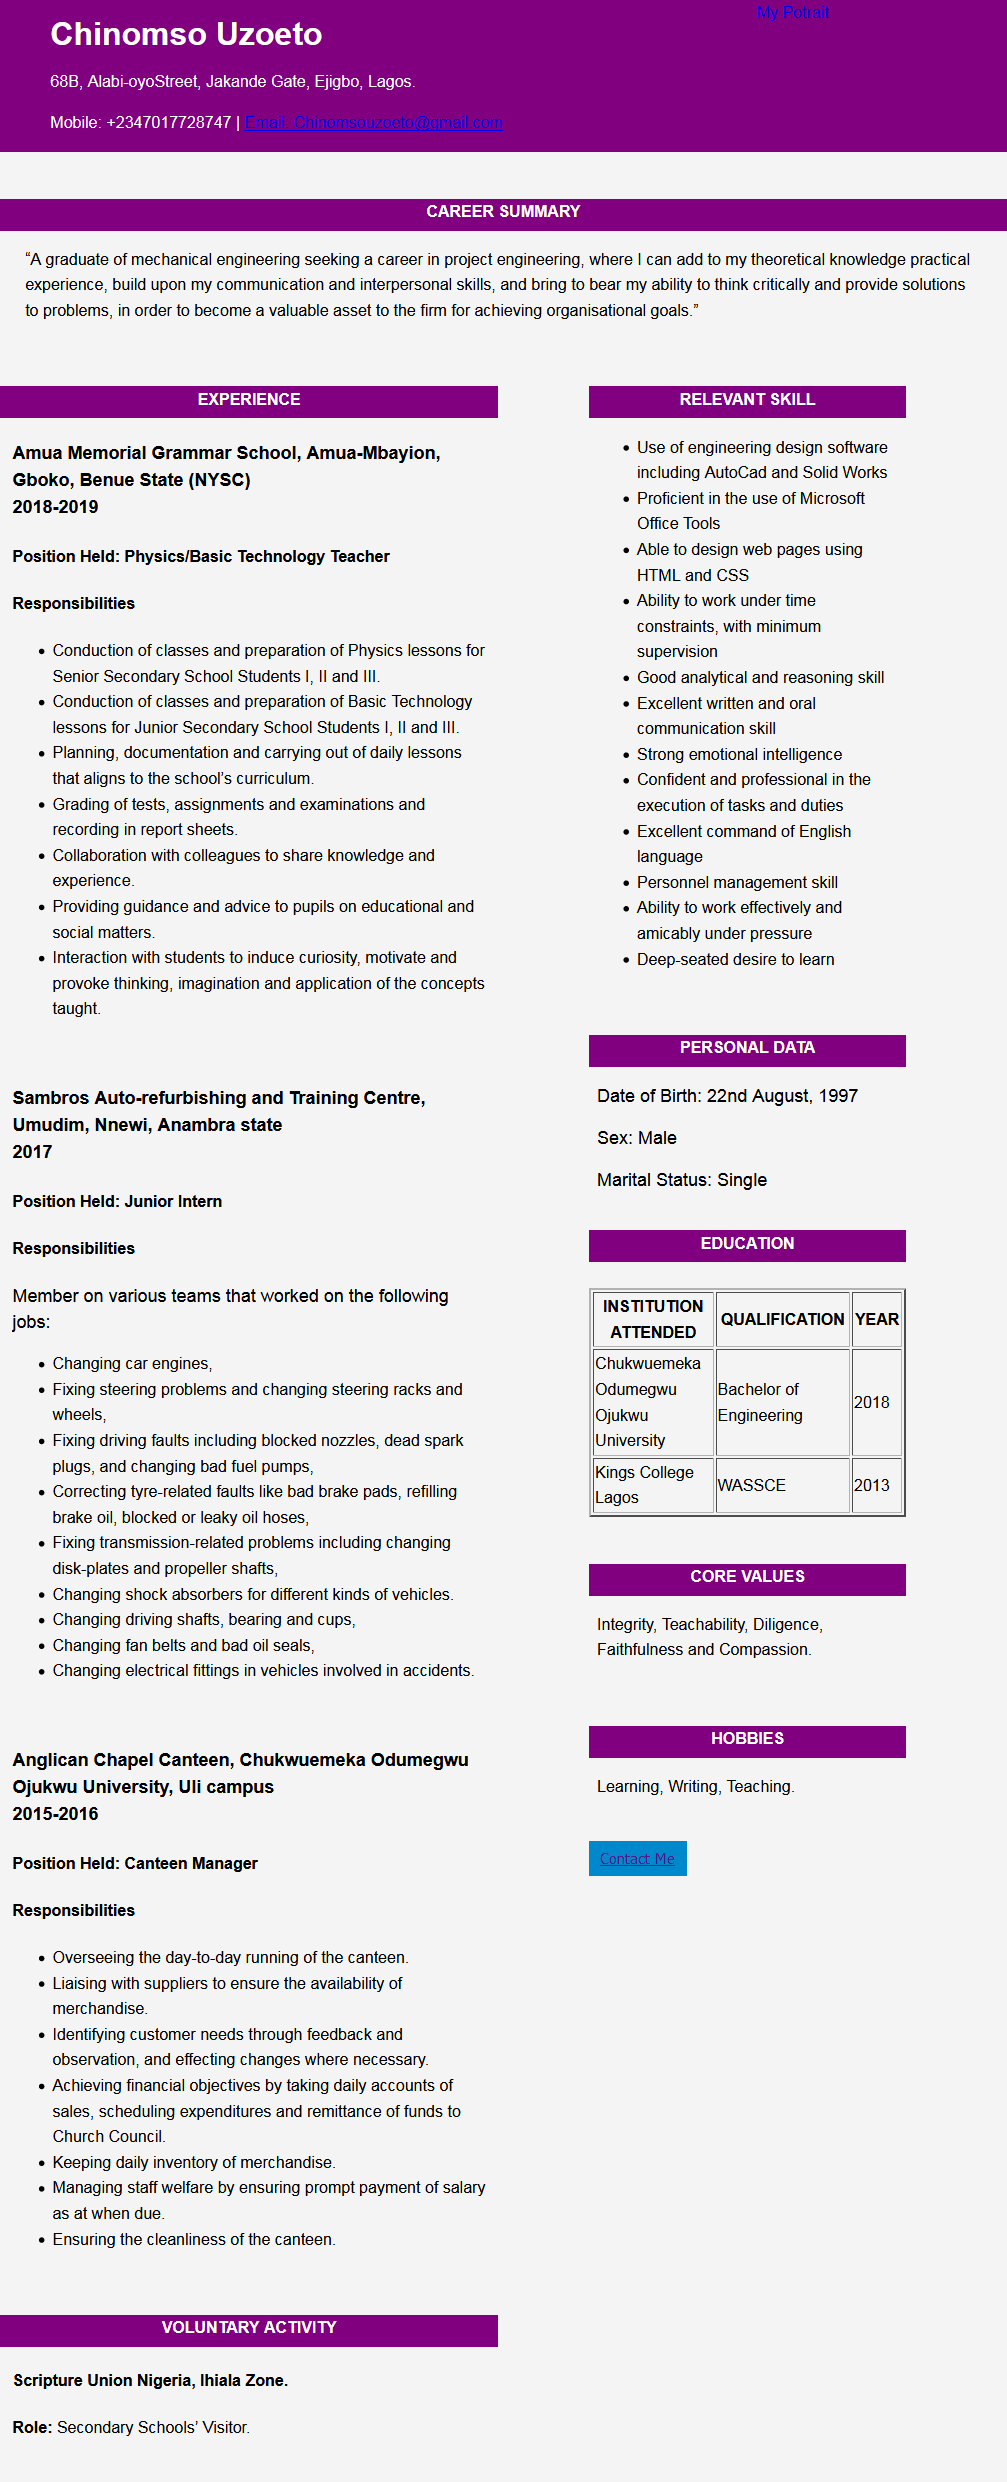 Chinomso Uzoeto
My Potrait
68B, Alabi-oyoStreet, Jakande Gate, Ejigbo, Lagos.
Mobile: +2347017728747 | Email: Chinomsouzoeto@gmail.com
CAREER SUMMARY
“A graduate of mechanical engineering seeking a career in project engineering, where I can add to my theoretical knowledge practical
experience, build upon my communication and interpersonal skills, and bring to bear my ability to think critically and provide solutions
to problems, in order to become a valuable asset to the firm for achieving organisational goals.”
EXPERIENCE
Amua Memorial Grammar School, Amua-Mbayion,
Gboko, Benue State (NYSC)
2018-2019
Position Held: Physics/Basic Technology Teacher
Responsibilities
• Conduction of classes and preparation of Physics lessons for
Senior Secondary School Students I, II and III.
• Conduction of classes and preparation of Basic Technology
lessons for Junior Secondary School Students I, II and III.
• Planning, documentation and carrying out of daily lessons
that aligns to the school’s curriculum.
• Grading of tests, assignments and examinations and
recording in report sheets.
• Collaboration with colleagues to share knowledge and
experience.
• Providing guidance and advice to pupils on educational and
social matters.
• Interaction with students to induce curiosity, motivate and
provoke thinking, imagination and application of the concepts
taught.
Sambros Auto-refurbishing and Training Centre,
Umudim, Nnewi, Anambra state
2017
Position Held: Junior Intern
Responsibilities
Member on various teams that worked on the following
jobs:
• Changing car engines,
• Fixing steering problems and changing steering racks and
wheels,
• Fixing driving faults including blocked nozzles, dead spark
plugs, and changing bad fuel pumps,
• Correcting tyre-related faults like bad brake pads, refilling
brake oil, blocked or leaky oil hoses,
• Fixing transmission-related problems including changing
disk-plates and propeller shafts,
• Changing shock absorbers for different kinds of vehicles.
• Changing driving shafts, bearing and cups,
• Changing fan belts and bad oil seals,
• Changing electrical fittings in vehicles involved in accidents.
Anglican Chapel Canteen, Chukwuemeka Odumegwu
Ojukwu University, Uli campus
2015-2016
Position Held: Canteen Manager
Responsibilities
• Overseeing the day-to-day running of the canteen.
• Liaising with suppliers to ensure the availability of
merchandise.
• Identifying customer needs through feedback and
observation, and effecting changes where necessary.
• Achieving financial objectives by taking daily accounts of
sales, scheduling expenditures and remittance of funds to
Church Council.
• Keeping daily inventory of merchandise.
• Managing staff welfare by ensuring prompt payment of salary
as at when due.
• Ensuring the cleanliness of the canteen.
VOLUNTARY ACTIVITY
Scripture Union Nigeria, Ihiala Zone.
Role: Secondary Schools’ Visitor.
RELEVANT SKILL
• Use of engineering design software
including AutoCad and Solid Works
• Proficient in the use of Microsoft
Office Tools
• Able to design web pages using
HTML and CSS
• Ability to work under time
constraints, with minimum
supervision
• Good analytical and reasoning skill
• Excellent written and oral
communication skill
• Strong emotional intelligence
• Confident and professional in the
execution of tasks and duties
• Excellent command of English
language
• Personnel management skill
• Ability to work effectively and
amicably under pressure
• Deep-seated desire to learn
PERSONAL DATA
Date of Birth: 22nd August, 1997
Sex: Male
Marital Status: Single
EDUCATION
INSTITUTION
ATTENDED
QUALIFICATION
YEAR
Chukwuemeka
Odumegwu
Ojukwu
University
Bachelor of
Engineering
2018
Kings College
Lagos
WASSCE
2013
CORE VALUES
Integrity, Teachability, Diligence,
Faithfulness and Compassion.
HOBBIES
Learning, Writing, Teaching.
Contact Me